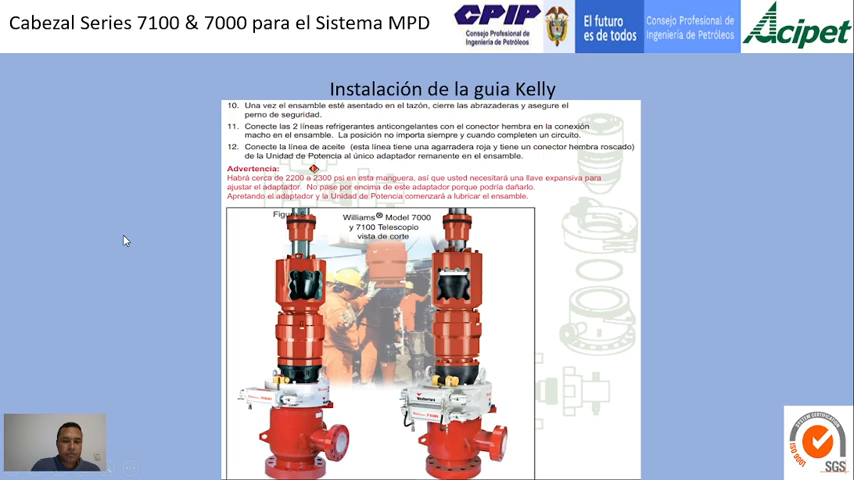 Cabezal Series 7100 & 7000 para el Sistema MPD
CPIP
Consejo Profesional de
Ingeniería de Petróleos
El futuro
es de todos
Consejo Profesional de
Ingeniería de Petróleos
Acipet
Instalación de la guia Kelly
10. Una vez el ensamble esté asentado en el tazón, cierre las abrazaderas y asegure el
perno de seguridad.
11. Conecte las 2 líneas refrigerantes anticongelantes con el conector hembra en la conexión
macho en el ensamble. La posición no importa siempre y cuando completen un circuito.
12. Conecte la línea de aceite (esta línea tiene una agarradera roja y tiene un conector hembra roscado)
de la Unidad de Potencia al único adaptador remanente en el ensamble.
Advertencia:
Habrá cerca de 2200 a 2300 psi en esta manguera, así que usted necesitará una llave expansiva para
ajustar el adaptador. No pase por encima de este adaptador porque podría dañarlo.
Apretando el adaptador y la Unidad de Potencia comenzará a lubricar el ensamble.
Williams® Model 7000
y 7100 Telescopio
vista de corte
SYSTEM CERTIFICATION
ISO 9001
SGS